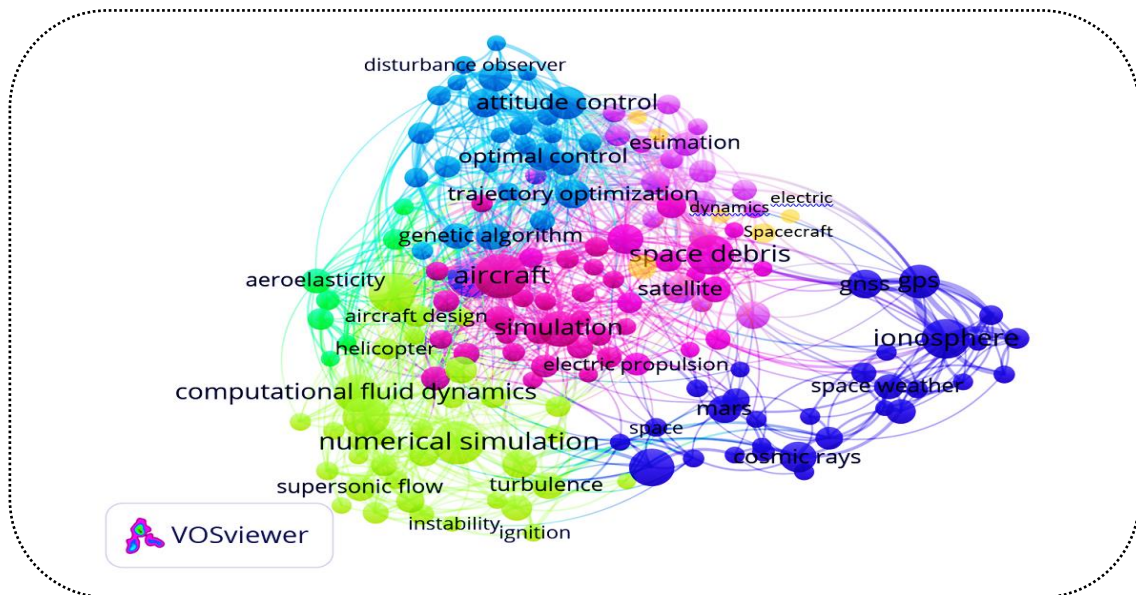 disturbance observer
attitude control
estimation
optimal control
trajectory optimization
electric
dynamics
Spacecraft
genetic algorithm
space debris
aircraft
aeroelasticity
satellite
gnss
gps
aircraft design
simulation
ionosphere
helicopter
electric propulsion
space weather
computational fluid dynamics
mars
space
numerical simulation
cosmic rays
supersonic flow
turbulence
instability
ignition
VOSviewer